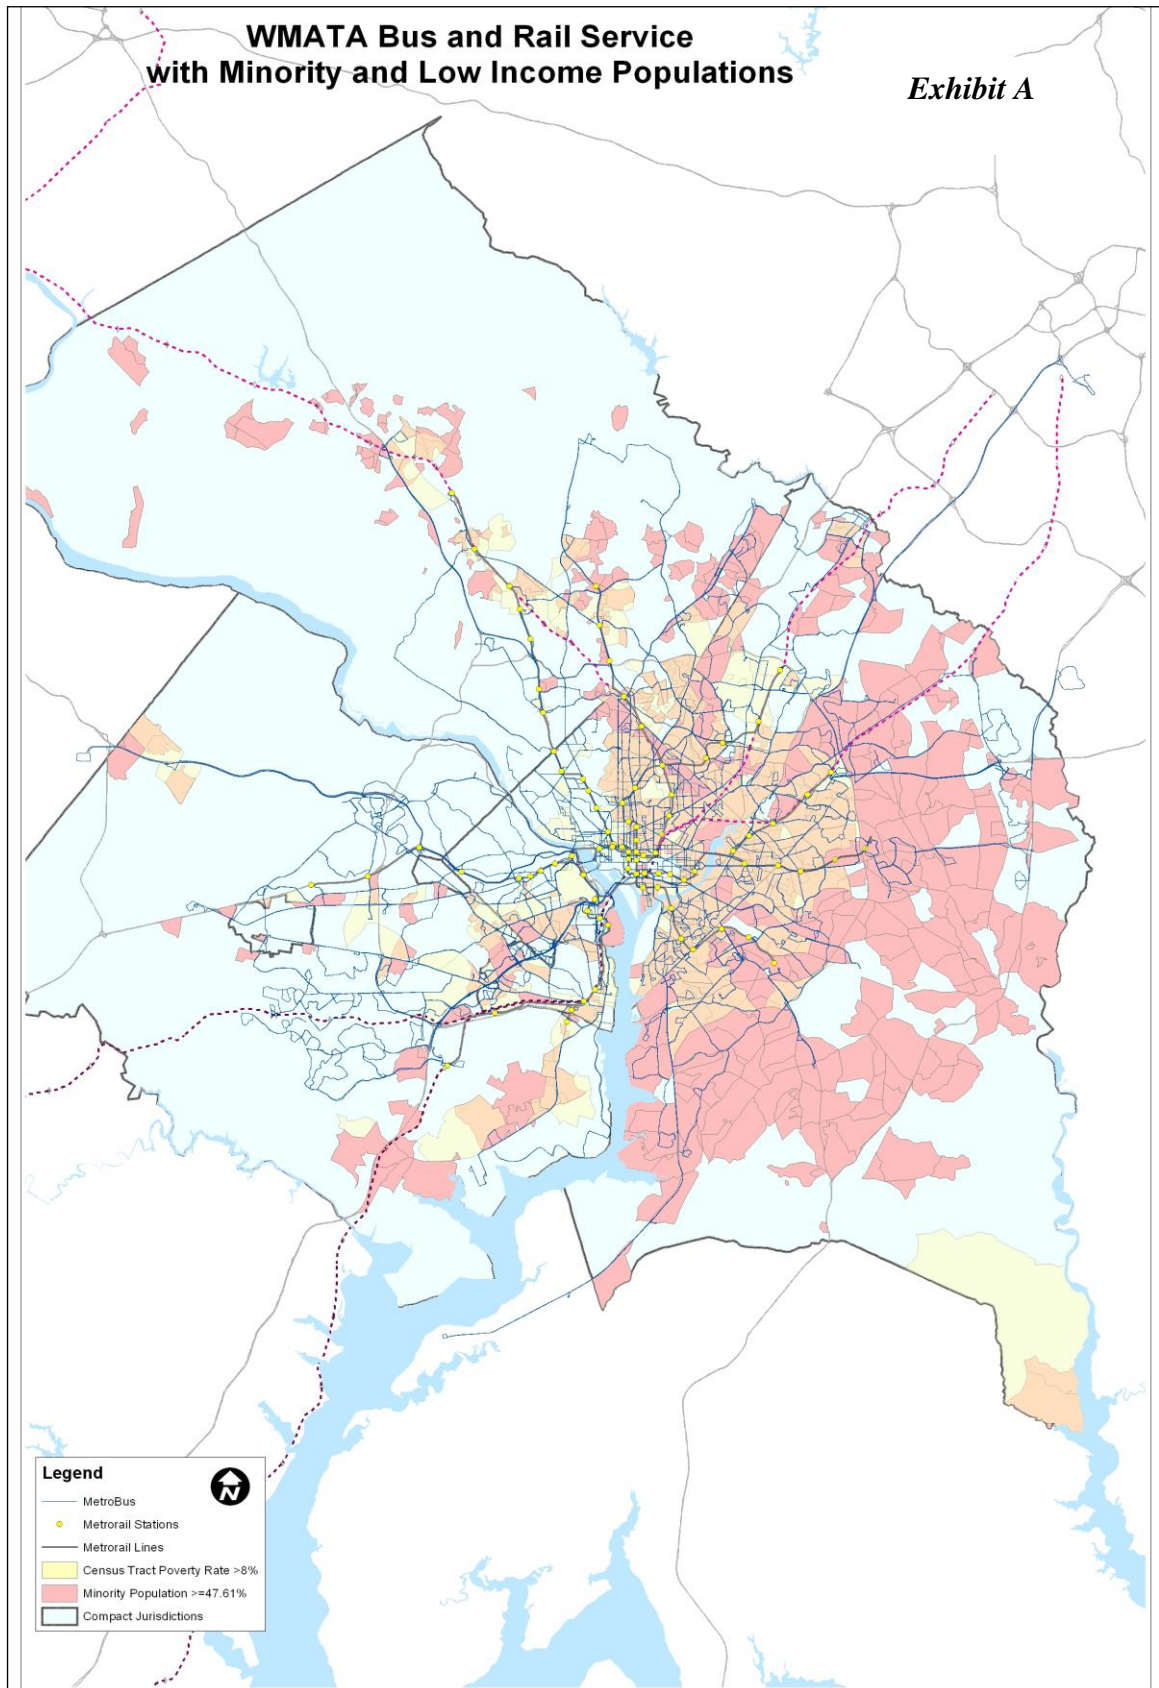 WMATA Bus and Rail Service
with Minority and Low Income Populations
Exhibit A
Legend
N
MetroBus
Metrorail Stations
Metrorail Lines
Census Tract Poverty Rate >8%
Minority Population >=47.61%
Compact Jurisdictions